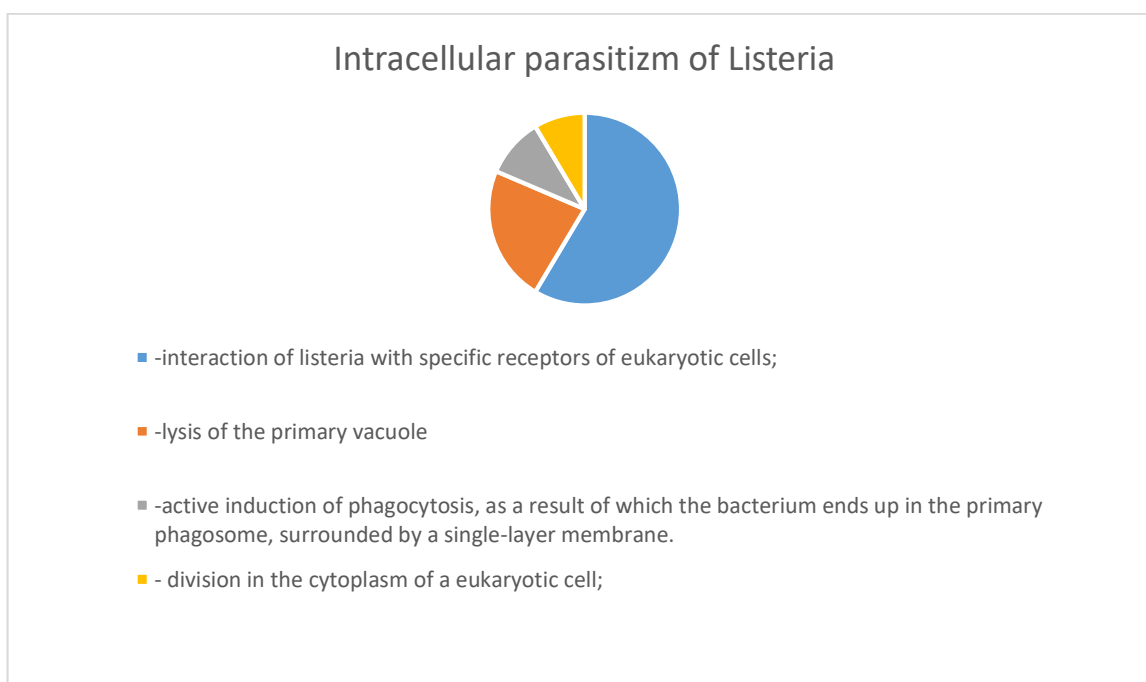 Intracellular parasitizm of Listeria
-interaction of listeria with specific receptors of eukaryotic cells;
-lysis of the primary vacuole
-active induction of phagocytosis, as a result of which the bacterium ends up in the primary
phagosome, surrounded by a single-layer membrane.
- division in the cytoplasm of a eukaryotic cell;